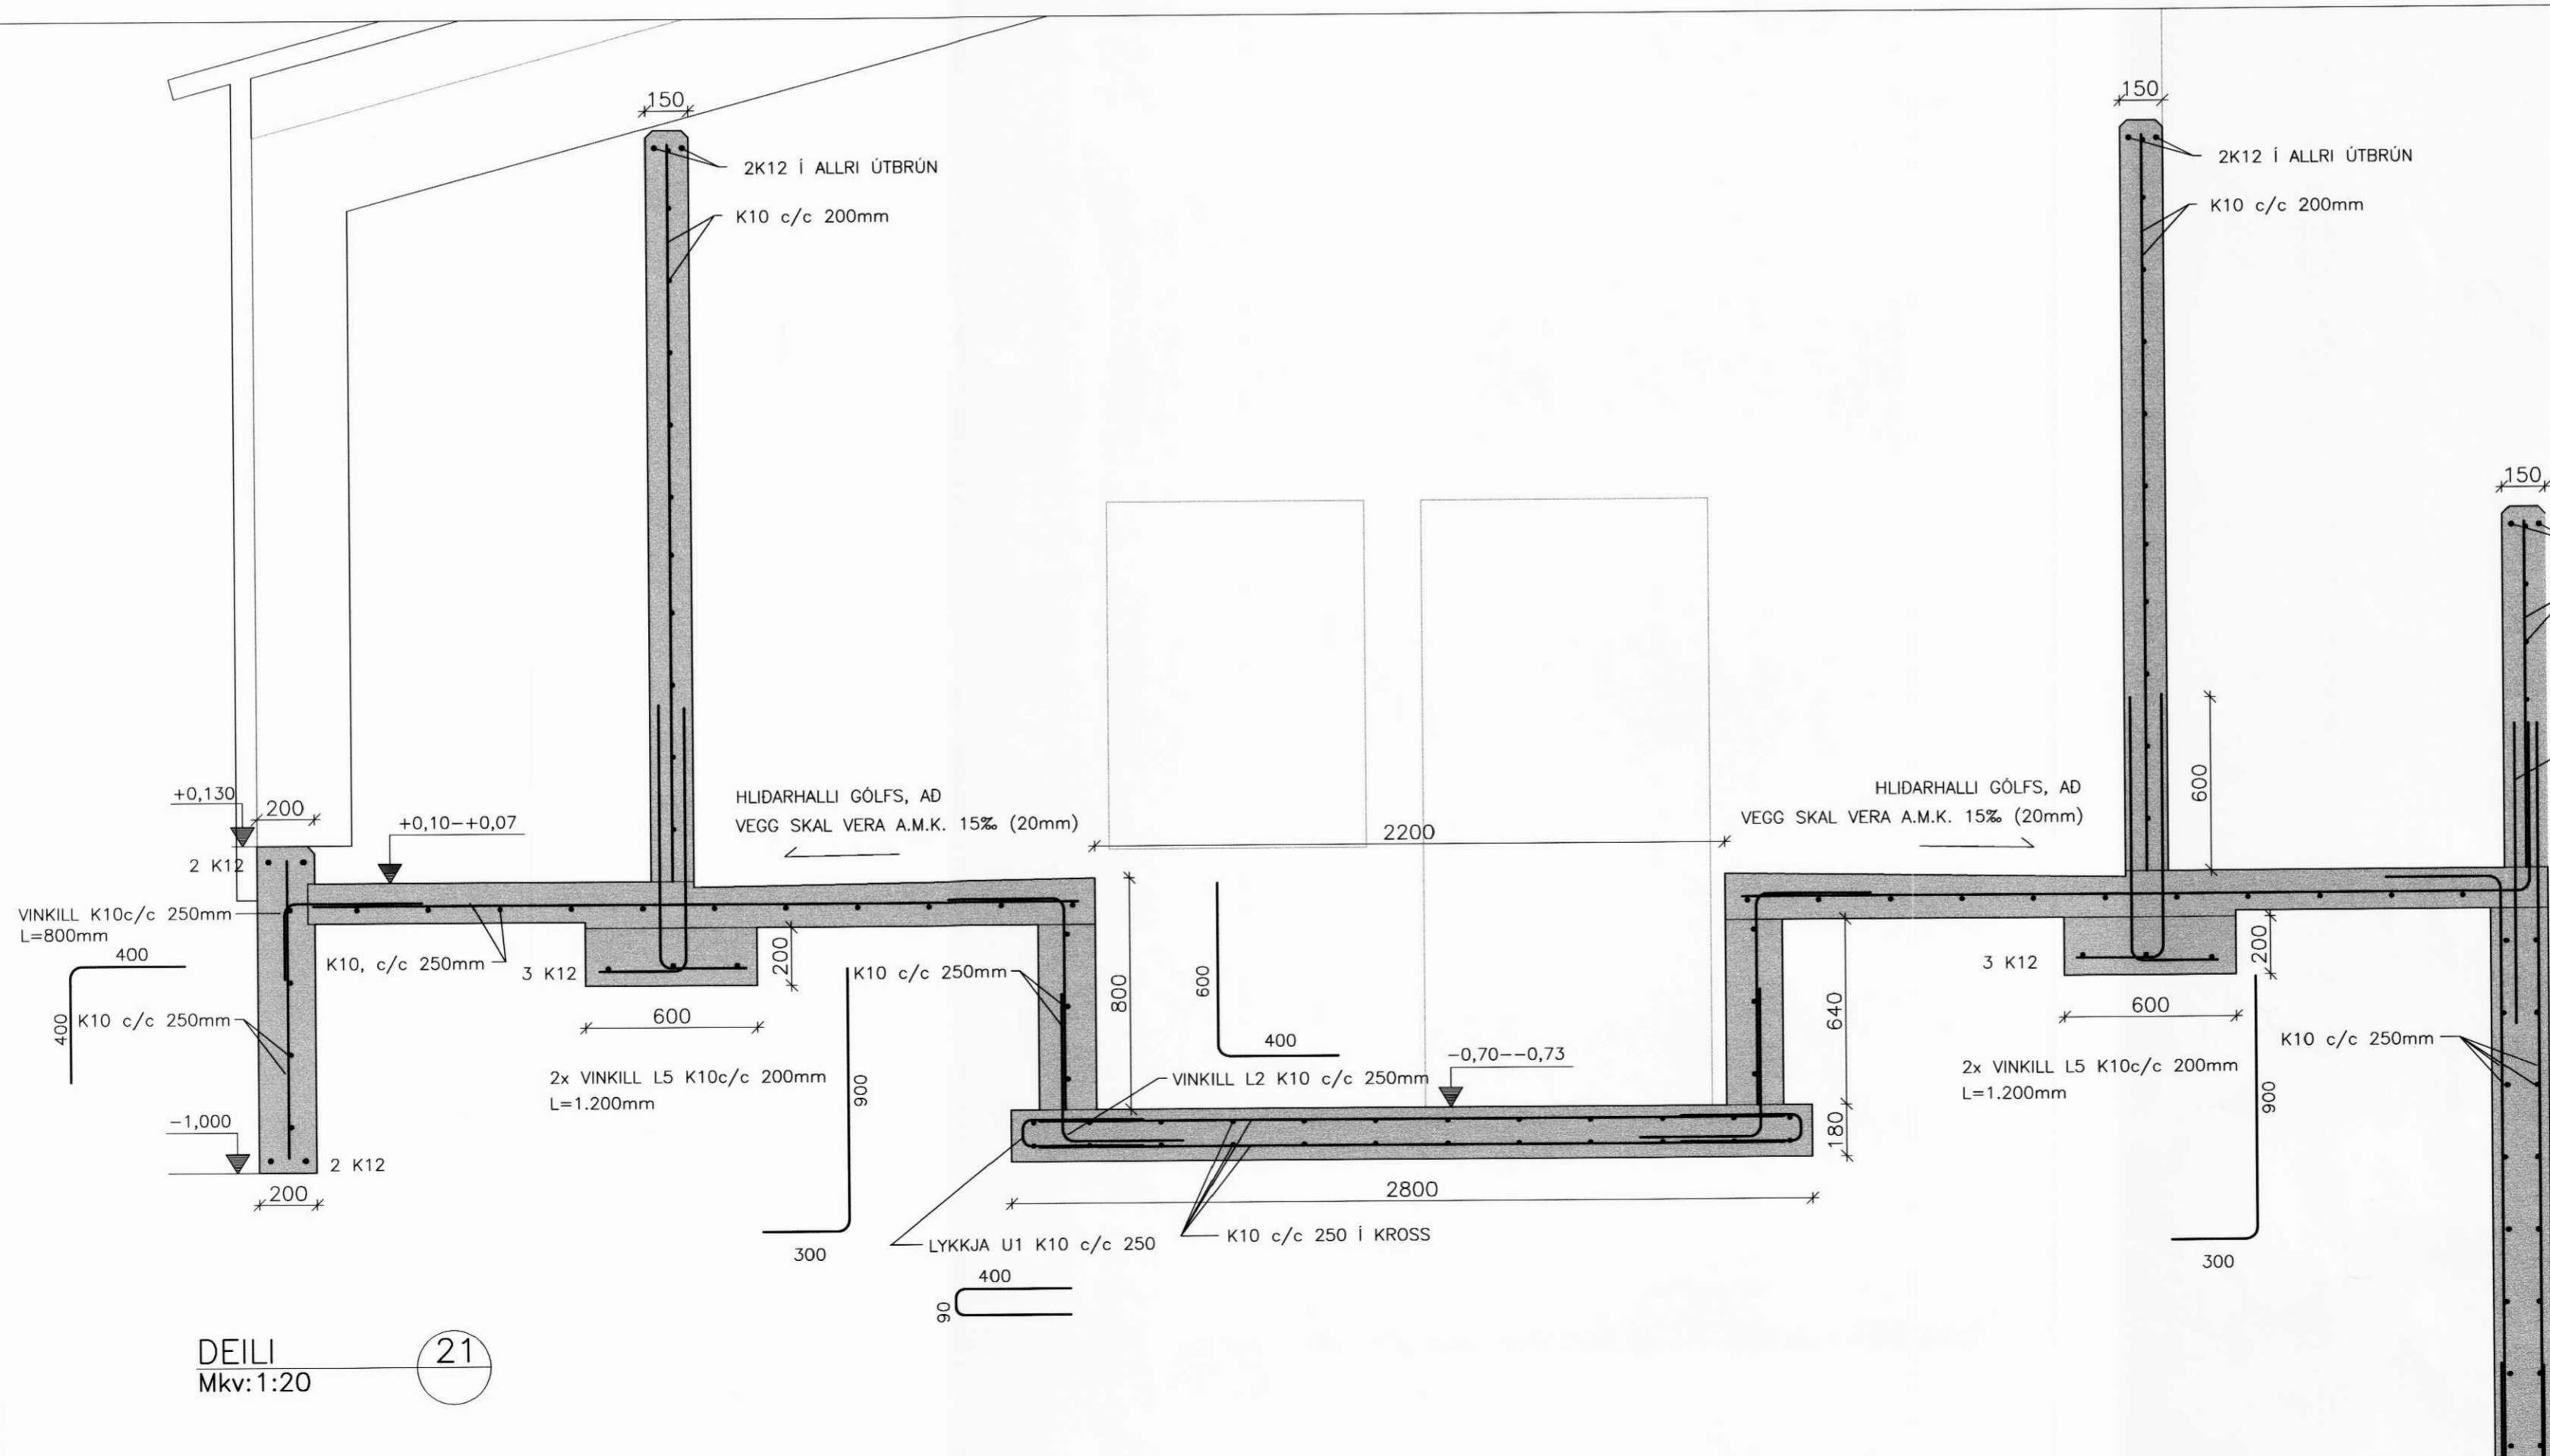 150
150
2K12 Í ALLRI ÚTBRÚN
2K12 Í ALLRI ÚTBRÚN
K10 c/c 200mm
K10 c/c 200mm
150
+0,130
200
+0,10-+0,07
HLIÐARHALLI GÓLFS, AÐ
VEGG SKAL VERA A.M.K. 15‰ (20mm)
2200
HLIÐARHALLI GÓLFS, AÐ
VEGG SKAL VERA A.M.K. 15‰ (20mm)
600
2 K12
VINKILL K10c/c 250mm
L=800mm
400
400
K10, c/c 250mm
3 K12
200
600
K10 c/c 250mm
800
600
400
-0,70--0,73
640
3 K12
200
600
K10 c/c 250mm
K10 c/c 250mm
2x VINKILL L5 K10c/c 200mm
L=1.200mm
900
300
VINKILL L2 K10 c/c 250mm
2x VINKILL L5 K10c/c 200mm
L=1.200mm
900
300
-1,000
2 K12
200
180
2800
LYKKJA U1 K10 c/c 250
K10 c/c 250 Í KROSS
400
90
DEILI
21
Mkv:1:20